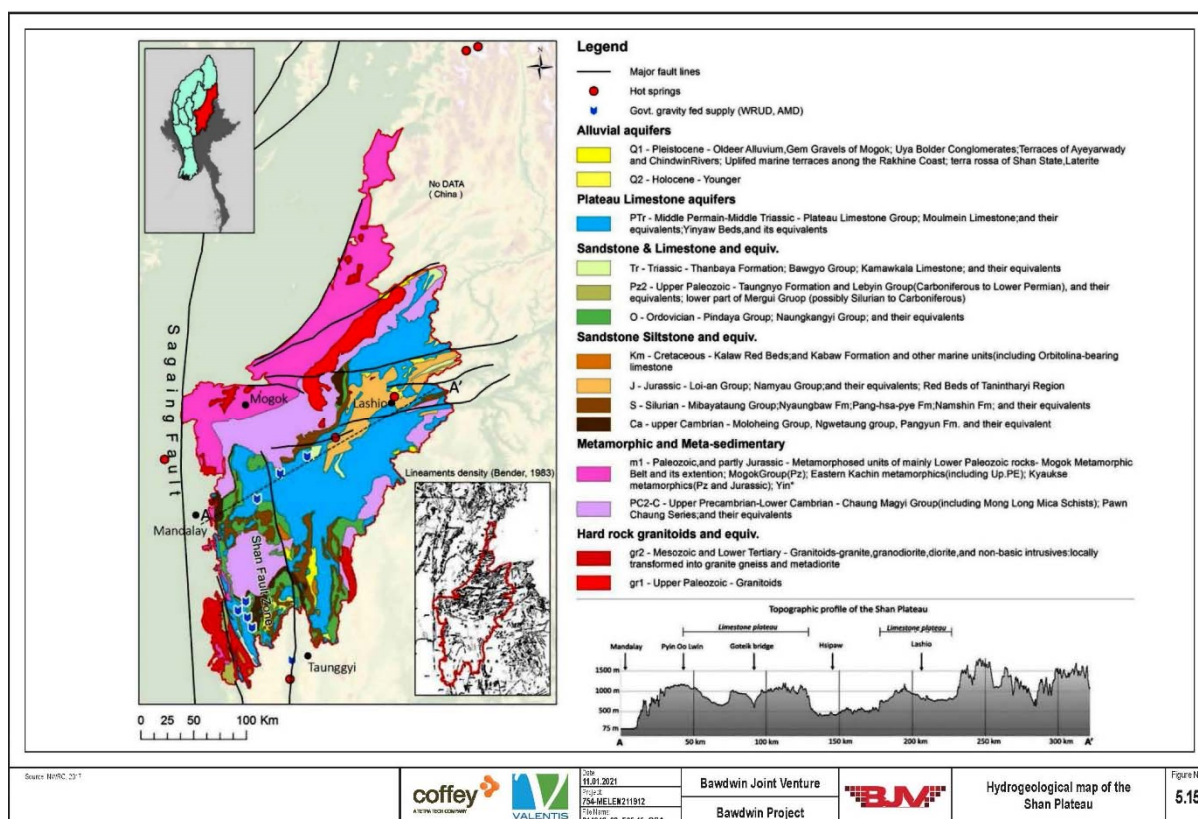 N
No DATA
( China )
Sagaing Fault
Mogok
Lashio
A'
A
Mandalay
Shan Fault Zone
Taunggyi
Lineaments density (Bender, 1983)
0 25 50 100 Km
Legend
Major fault lines
Hot springs
Govt. gravity fed supply (WRUD, AMD)
Alluvial aquifers
Q1 - Pleistocene - Oldeer Alluvium,Gem Gravels of Mogok; Uya Bolder Conglomerates;Terraces of Ayeyarwady
and ChindwinRivers; Uplifed marine terraces anong the Rakhine Coast; terra rossa of Shan State,Laterite
Q2 - Holocene - Younger
Plateau Limestone aquifers
PTr - Middle Permain-Middle Triassic - Plateau Limestone Group; Moulmein Limestone;and their
equivalents;Yinyaw Beds,and its equivalents
Sandstone & Limestone and equiv.
Tr - Triassic - Thanbaya Formation; Bawgyo Group; Kamawkala Limestone; and their equivalents
Pz2 - Upper Paleozoic - Taungnyo Formation and Lebyin Group(Carboniferous to Lower Permian), and their
equivalents; lower part of Mergui Gruop (possibly Silurian to Carboniferous)
O - Ordovician - Pindaya Group; Naungkangyi Group; and their equivalents
Sandstone Siltstone and equiv.
Km - Cretaceous - Kalaw Red Beds;and Kabaw Formation and other marine units(including Orbitolina-bearing
limestone
J - Jurassic - Loi-an Group; Namyau Group;and their equivalents; Red Beds of Tanintharyi Region
S - Silurian - Mibayataung Group;Nyaungbaw Fm;Pang-hsa-pye Fm;Namshin Fm; and their equivalents
Ca - upper Cambrian - Moloheing Group, Ngwetaung group, Pangyun Fm. and their equivalent
Metamorphic and Meta-sedimentary
m1 - Paleozoic,and partly Jurassic- Metamorphosed units of mainly Lower Paleozoic rocks- Mogok Metamorphic
Belt and its extention; MogokGroup(Pz); Eastern Kachin metamorphics(including Up.PE); Kyaukse
metamorphics(Pz and Jurassic); Yin"
PC2-C - Upper Precambrian-Lower Cambrian - Chaung Magyi Group(including Mong Long Mica Schists); Pawn
Chaung Series;and their equivalents
Hard rock granitoids and equiv.
gr2 - Mesozoic and Lower Tertiary - Granitoids-granite,granodiorite,diorite,and non-basic intrusives:locally
transformed into granite gneiss and metadiorite
gr1 - Upper Paleozoic - Granitoids
Topographic profile of the Shan Plateau
Limestone plateau Limestone plateau
Mandalay Pyin Oo Lwin Goteik bridge Hsipaw Lashio
1500 m
1000 m
500 m
75 m
A 50 km 100 km 150 km 200 km 250 km 300 km A'
Source: NWRC, 2017
coffey
A TETRA TECH COMPANY
VALENTIS
Date
11.01.2021
Project:
754-MELEN211912
File Name:
Bawdwin Joint Venture
Bawdwin Project
BJV
Hydrogeological map of the
Shan Plateau
5.15